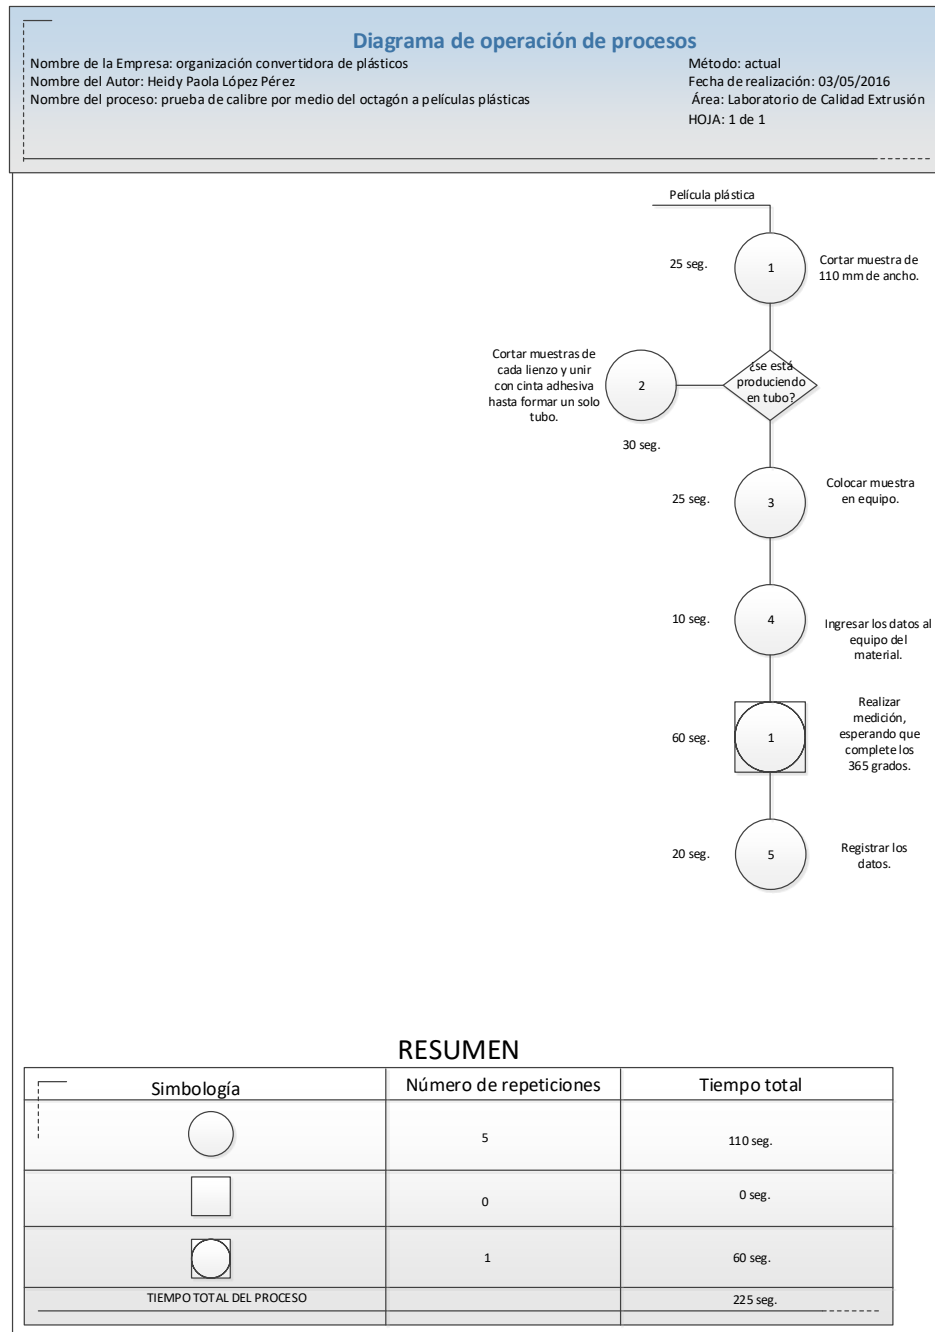 Diagrama de operación de procesos
Nombre de la Empresa: organización convertidora de plásticos
Nombre del Autor: Heidy Paola López Pérez
Nombre del proceso: prueba de calibre por medio del octagón a películas plásticas
Método: actual
Fecha de realización: 03/05/2016
Área: Laboratorio de Calidad Extrusión
HOJA: 1 de 1
Película plástica
25 seg.
1
Cortar muestra de
110 mm de ancho.
Cortar muestras de
cada lienzo y unir
con cinta adhesiva
hasta formar un solo
tubo.
2
30 seg.
¿se está
produciendo
en tubo?
25 seg.
3
Colocar muestra
en equipo.
10 seg.
4
Ingresar los datos al
equipo del
material.
60 seg.
1
Realizar
medición,
esperando que
complete los
365 grados.
20 seg.
5
Registrar los
datos.
RESUMEN
Simbología
Número de repeticiones
Tiempo total
5
110 seg.
0
0 seg.
1
60 seg.
TIEMPO TOTAL DEL PROCESO
225 seg.